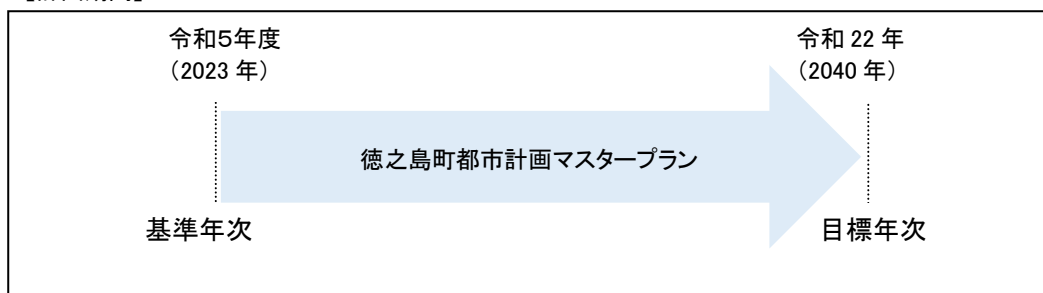 令和5年度
（2023 年）
令和 22 年
（2040 年）
徳之島町都市計画マスタープラン
基準年次
目標年次